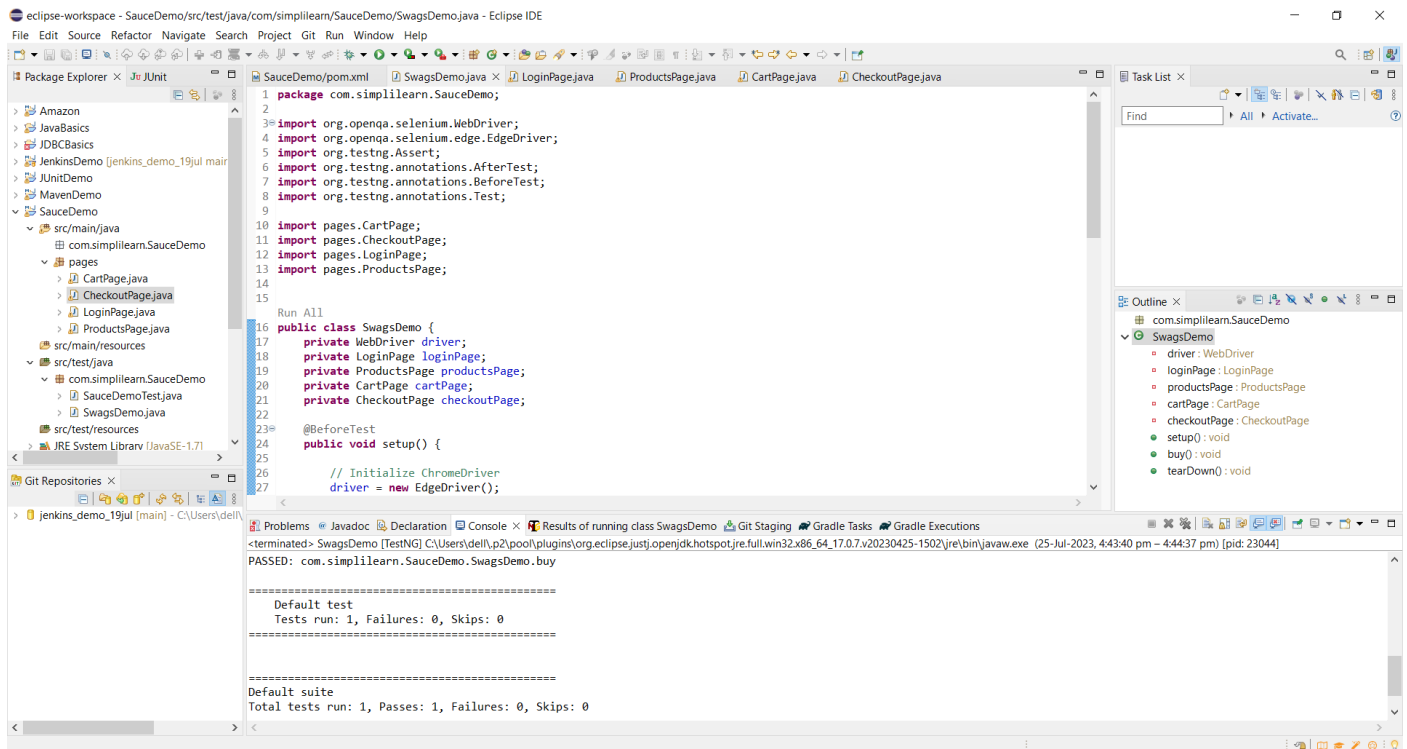 eclipse-workspace - SauceDemo/src/test/java/com/simplilearn/SauceDemo/SwagsDemo.java - Eclipse IDE
File Edit Source Refactor Navigate Search Project Git Run Window Help
Package Explorer JUnit
Amazon
JavaBasics
JDBCBasics
JenkinsDemo [jenkins_demo_19jul main
JUnitDemo
MavenDemo
SauceDemo
src/main/java
com.simplilearn.SauceDemo
pages
CartPage.java
CheckoutPage.java
LoginPage.java
ProductsPage.java
src/main/resources
src/test/java
com.simplilearn.SauceDemo
SauceDemoTest.java
SwagsDemo.java
src/test/resources
JRE System Library [JavaSE-1.7]
Git Repositories
jenkins_demo_19jul [main] - C:\Users\dell\
SauceDemo/pom.xml SwagsDemo.java LoginPage.java ProductsPage.java CartPage.java CheckoutPage.java
1 package com.simplilearn.SauceDemo;
2
3 import org.openqa.selenium.WebDriver;
4 import org.openqa.selenium.edge.EdgeDriver;
5 import org.testng.Assert;
6 import org.testng.annotations.AfterTest;
7 import org.testng.annotations.BeforeTest;
8 import org.testng.annotations.Test;
9
10 import pages.CartPage;
11 import pages.CheckoutPage;
12 import pages.LoginPage;
13 import pages.ProductsPage;
14
15
Run All
16 public class SwagsDemo {
17 private WebDriver driver;
18 private LoginPage loginPage;
19 private ProductsPage productsPage;
20 private CartPage cartPage;
21 private CheckoutPage checkoutPage;
22
23 @BeforeTest
24 public void setup() {
25
26 // Initialize ChromeDriver
27 driver = new EdgeDriver();
Task List
Find All Activate...
Outline
com.simplilearn.SauceDemo
SwagsDemo
driver : WebDriver
loginPage : LoginPage
productsPage : ProductsPage
cartPage : CartPage
checkoutPage : CheckoutPage
setup() : void
buy() : void
tearDown() : void
Problems Javadoc Declaration Console Results of running class SwagsDemo Git Staging Gradle Tasks Gradle Executions
<terminated> SwagsDemo [TestNG] C:\Users\dell\.p2\pool\plugins\org.eclipse.justj.openjdk.hotspot.jre.full.win32.x86_64_17.0.7.v20230425-1502\jre\bin\javaw.exe (25-Jul-2023, 4:43:40 pm – 4:44:37 pm) [pid: 23044]
PASSED: com.simplilearn.SauceDemo.SwagsDemo.buy
===============================================
Default test
Tests run: 1, Failures: 0, Skips: 0
===============================================
===============================================
Default suite
Total tests run: 1, Passes: 1, Failures: 0, Skips: 0